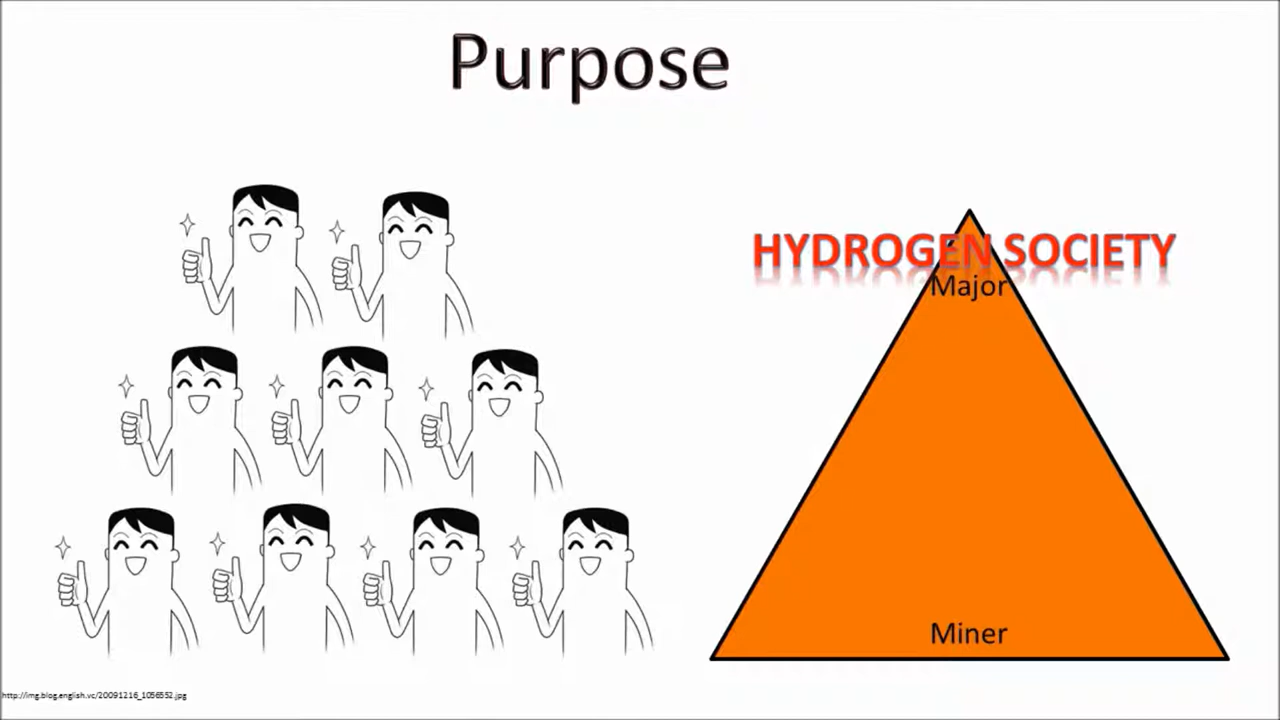 Purpose
HYDROGEN SOCIETY
Major
Miner
http://img.blog.english.vc/20091216_1056552.jpg